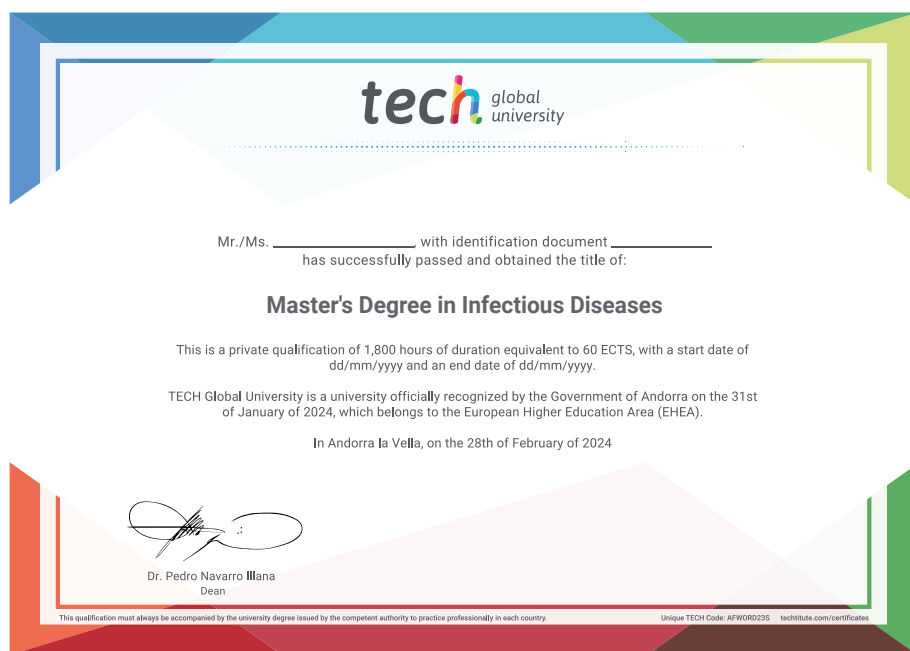 tech global
university
Mr./Ms. ____________________, with identification document ______________
has successfully passed and obtained the title of:
Master's Degree in Infectious Diseases
This is a private qualification of 1,800 hours of duration equivalent to 60 ECTS, with a start date of
dd/mm/yyyy and an end date of dd/mm/yyyy.
TECH Global University is a university officially recognized by the Government of Andorra on the 31st
of January of 2024, which belongs to the European Higher Education Area (EHEA).
In Andorra la Vella, on the 28th of February of 2024
Dr. Pedro Navarro Illana
Dean
This qualification must always be accompanied by the university degree issued by the competent authority to practice professionally in each country. Unique TECH Code: AFWORD23S techtitute.com/certificates